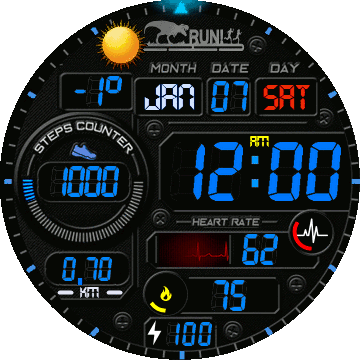 RUN!
MONTH DATE DAY
-1° JAN 07 SAT
STEPS COUNTER
1000
AM
12:00
HEART RATE
62
0,70
KM
75
100